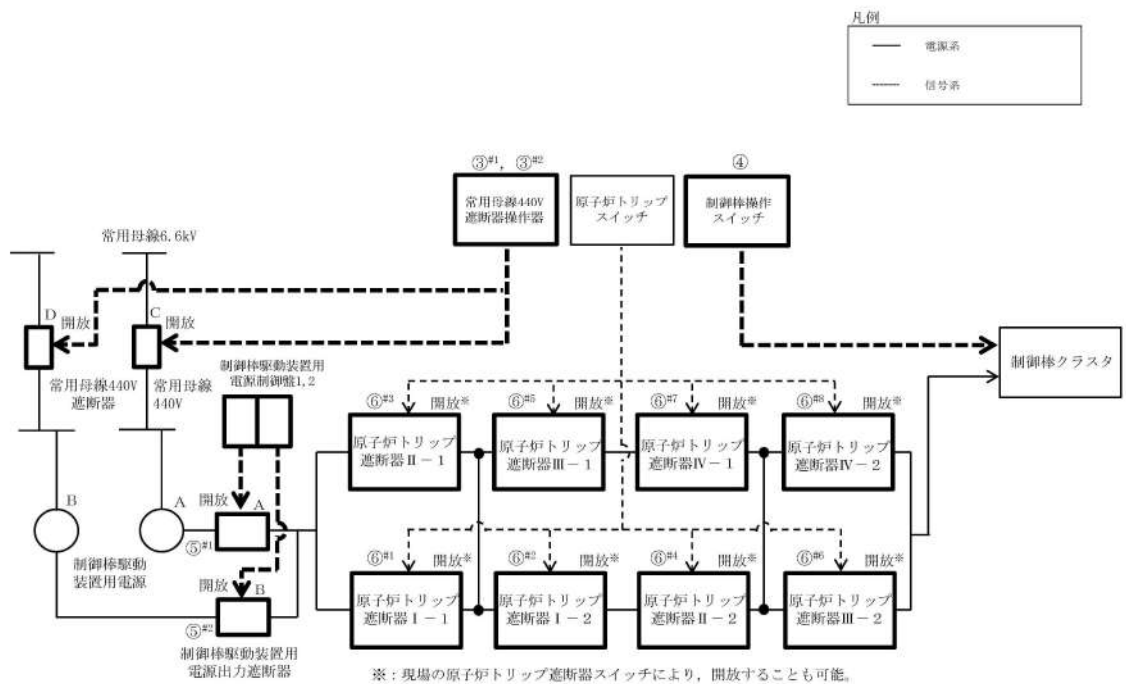 凡例
電源系
信号系
③#1, ③#2
④
常用母線440V
遮断器操作器
原子炉トリップ
スイッチ
制御棒操作
スイッチ
常用母線6.6kV
D
開放
C
開放
常用母線440V
遮断器
常用母線
440V
制御棒駆動装置用
電源制御盤1,2
制御棒クラスタ
⑥#3
開放※
⑥#5
開放※
⑥#7
開放※
⑥#8
開放※
原子炉トリップ
遮断器Ⅱ-1
原子炉トリップ
遮断器Ⅲ-1
原子炉トリップ
遮断器Ⅳ-1
原子炉トリップ
遮断器Ⅳ-2
B
A
開放
A
⑤#1
制御棒駆動
装置用電源
開放
B
⑤#2
制御棒駆動装置用
電源出力遮断器
⑥#1
開放※
⑥#2
開放※
⑥#4
開放※
⑥#6
開放※
原子炉トリップ
遮断器Ⅰ-1
原子炉トリップ
遮断器Ⅰ-2
原子炉トリップ
遮断器Ⅱ-2
原子炉トリップ
遮断器Ⅲ-2
※:現場の原子炉トリップ遮断器スイッチにより,開放することも可能。